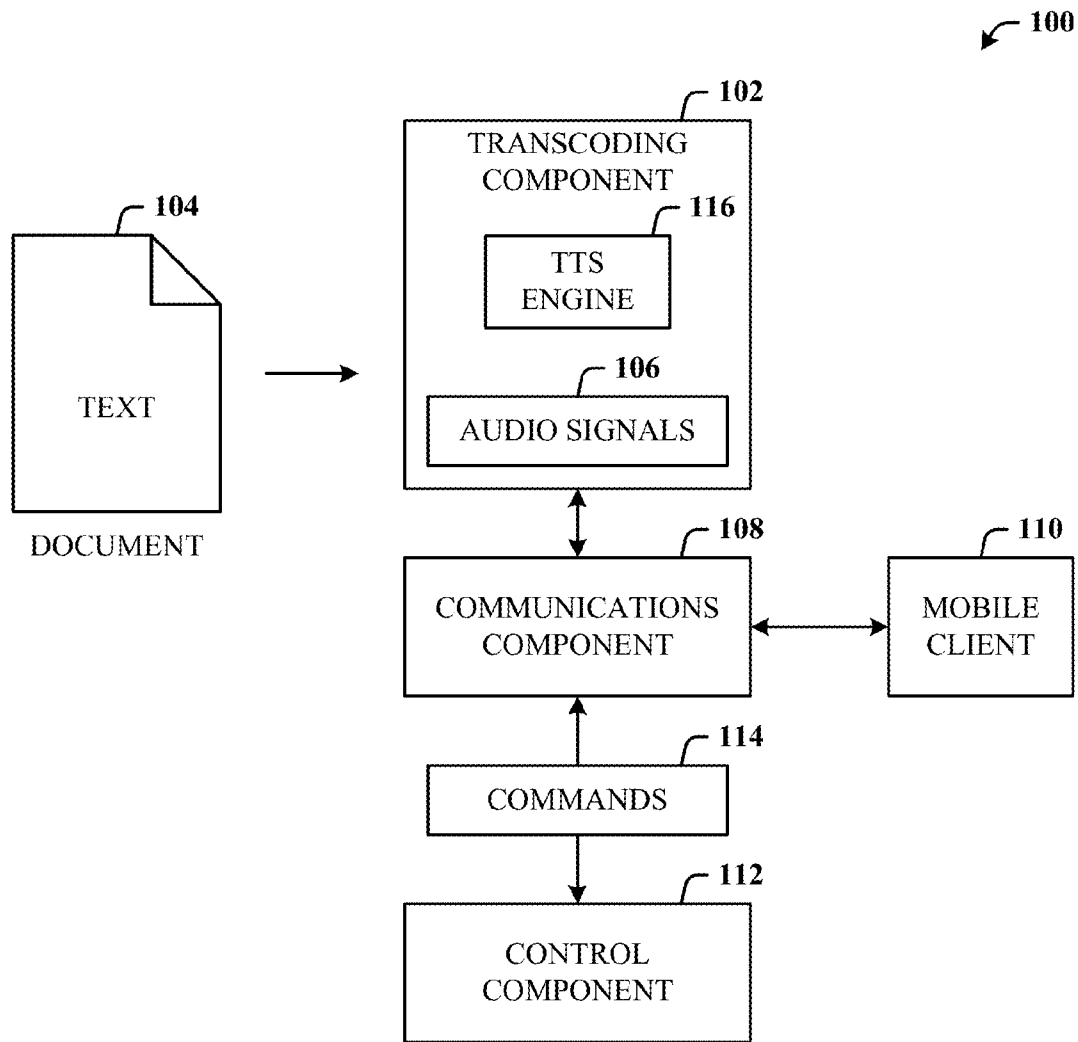 100
102
TRANSCODING
COMPONENT
104
116
TTS
ENGINE
TEXT
106
AUDIO SIGNALS
DOCUMENT
108
COMMUNICATIONS
COMPONENT
110
MOBILE
CLIENT
114
COMMANDS
112
CONTROL
COMPONENT